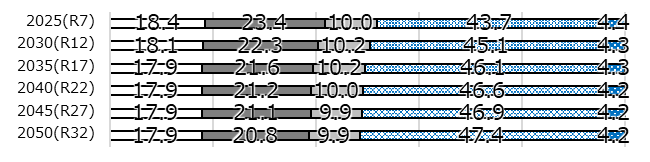 2025(R7) 18.4 23.4 10.0 43.7 4.4
2030(R12) 18.1 22.3 10.2 45.1 4.3
2035(R17) 17.9 21.6 10.2 46.1 4.3
2040(R22) 17.9 21.2 10.0 46.6 4.2
2045(R27) 17.9 21.1 9.9 46.9 4.2
2050(R32) 17.9 20.8 9.9 47.4 4.2